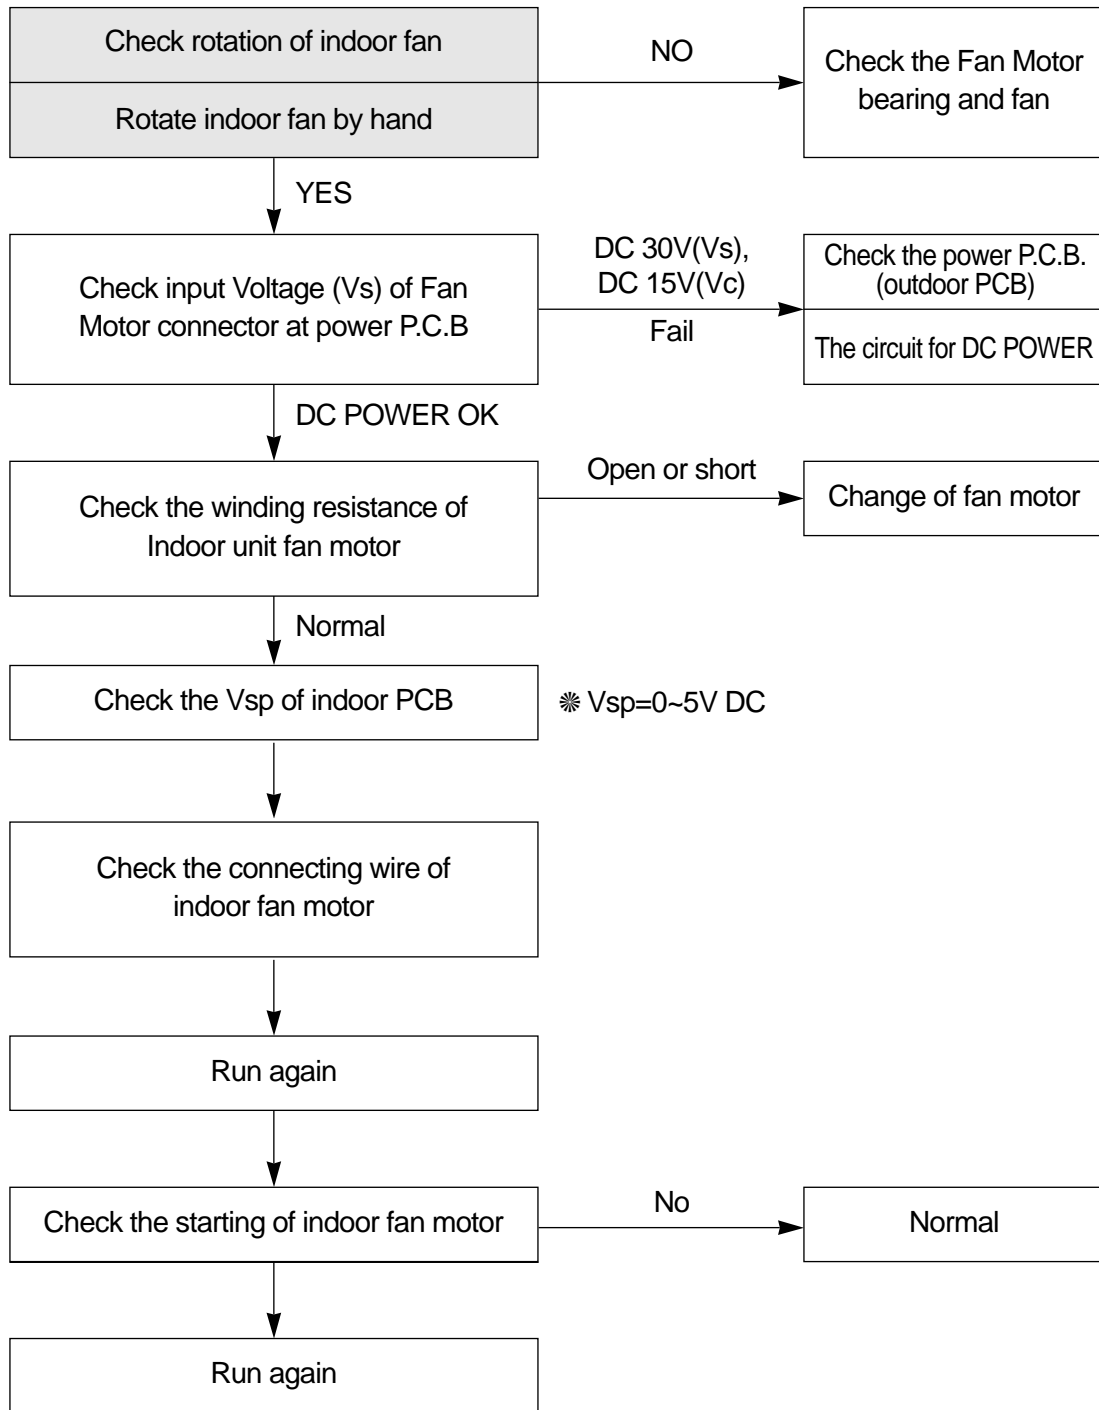 Check rotation of indoor fan
Rotate indoor fan by hand
NO
Check the Fan Motor
bearing and fan
YES
Check input Voltage (Vs) of Fan
Motor connector at power P.C.B
DC 30V(Vs),
DC 15V(Vc)
Fail
Check the power P.C.B.
(outdoor PCB)
The circuit for DC POWER
DC POWER OK
Check the winding resistance of
Indoor unit fan motor
Open or short
Change of fan motor
Normal
Check the Vsp of indoor PCB
❋ Vsp=0~5V DC
Check the connecting wire of
indoor fan motor
Run again
Check the starting of indoor fan motor
No
Normal
Run again